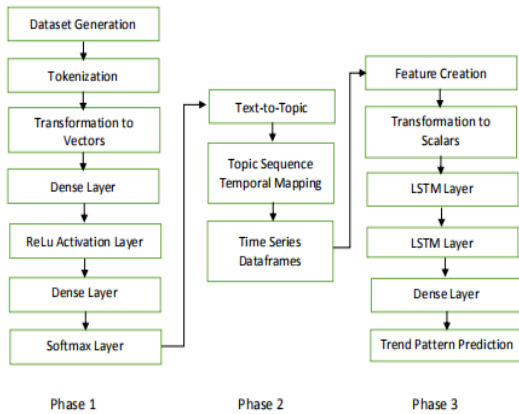 Dataset Generation
Tokenization
Transformation to
Vectors
Dense Layer
ReLu Activation Layer
Dense Layer
Softmax Layer
Phase 1
Text-to-Topic
Topic Sequence
Temporal Mapping
Time Series
Dataframes
Phase 2
Feature Creation
Transformation to
Scalars
LSTM Layer
LSTM Layer
Dense Layer
Trend Pattern Prediction
Phase 3